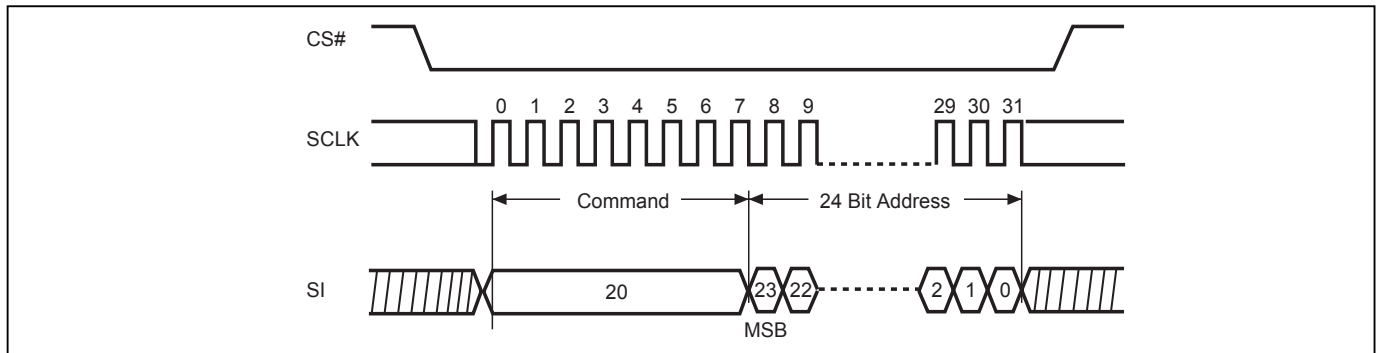 CS#
0 1 2 3 4 5 6 7 8 9 29 30 31
SCLK
Command 24 Bit Address
SI 20 23 22 2 1 0
MSB